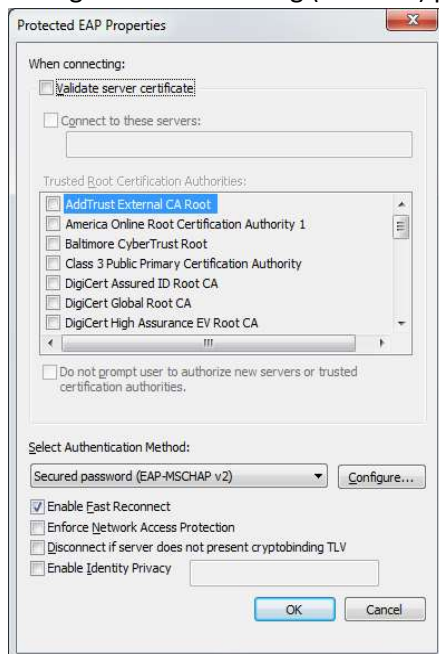 Protected EAP Properties
When connecting:
Validate server certificate
Connect to these servers:
Trusted Root Certification Authorities:
AddTrust External CA Root
America Online Root Certification Authority 1
Baltimore CyberTrust Root
Class 3 Public Primary Certification Authority
DigiCert Assured ID Root CA
DigiCert Global Root CA
DigiCert High Assurance EV Root CA
Do not prompt user to authorize new servers or trusted
certification authorities.
Select Authentication Method:
Secured password (EAP-MSCHAP v2) Configure...
Enable Fast Reconnect
Enforce Network Access Protection
Disconnect if server does not present cryptobinding TLV
Enable Identity Privacy
OK Cancel